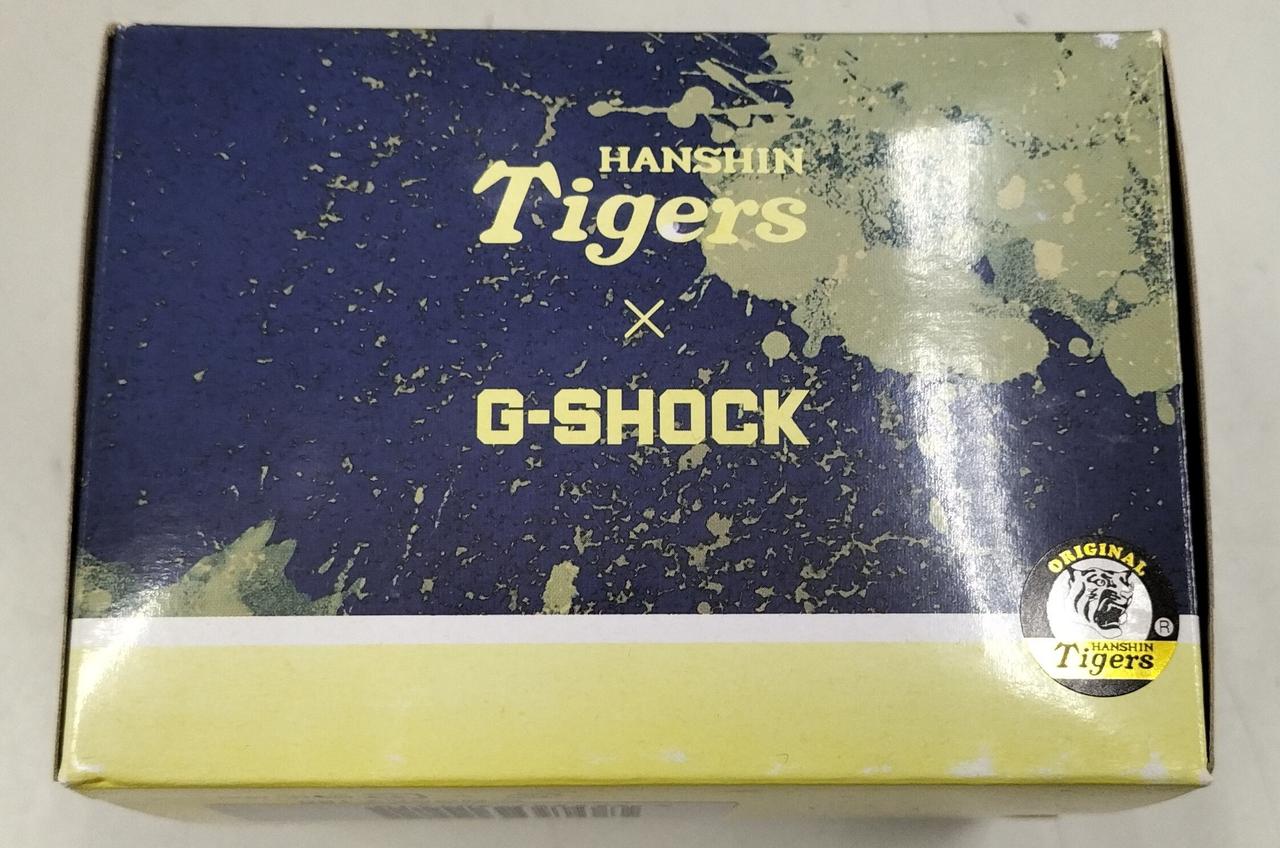 HANSHIN
Tigers
×
G-SHOCK
ORIGINAL
®
HANSHIN
Tigers